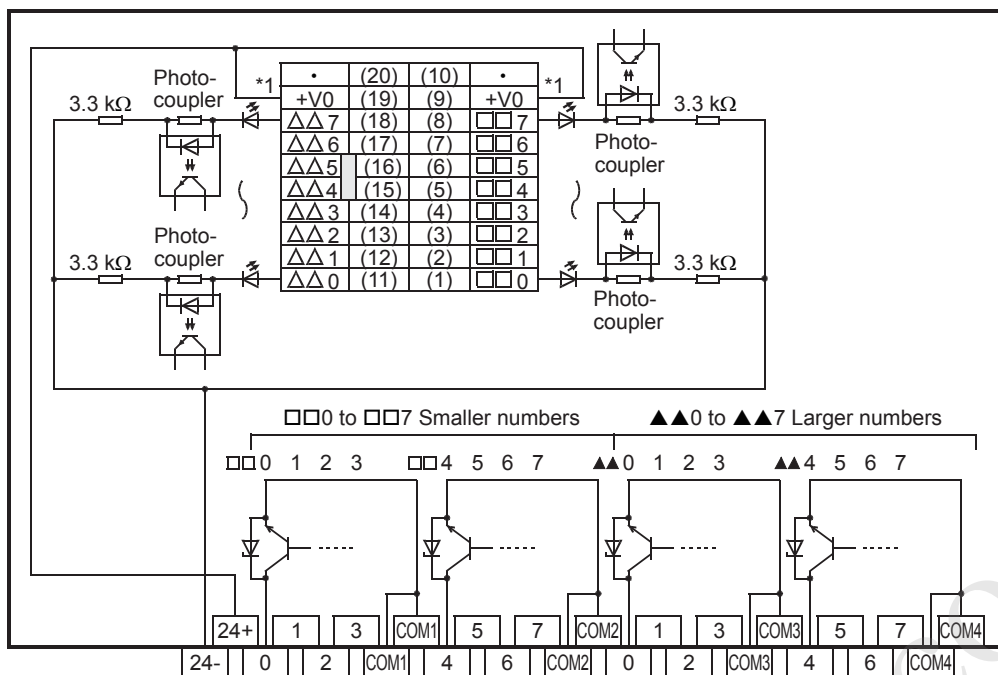 Photo-
coupler
*1 • (20) (10) • *1
3.3 kΩ +V0 (19) (9) +V0 3.3 kΩ
△△7 (18) (8) □□7
△△6 (17) (7) □□6
Photo-
coupler
△△5 (16) (6) □□5
△△4 (15) (5) □□4
△△3 (14) (4) □□3
Photo-
coupler
△△2 (13) (3) □□2
3.3 kΩ △△1 (12) (2) □□1 3.3 kΩ
△△0 (11) (1) □□0
Photo-
coupler
□□0 to □□7 Smaller numbers ▲▲0 to ▲▲7 Larger numbers
□□0 1 2 3 □□4 5 6 7 ▲▲0 1 2 3 ▲▲4 5 6 7
24+ 1 3 COM1 5 7 COM2 1 3 COM3 5 7 COM4
24- 0 2 COM1 4 6 COM2 0 2 COM3 4 6 COM4